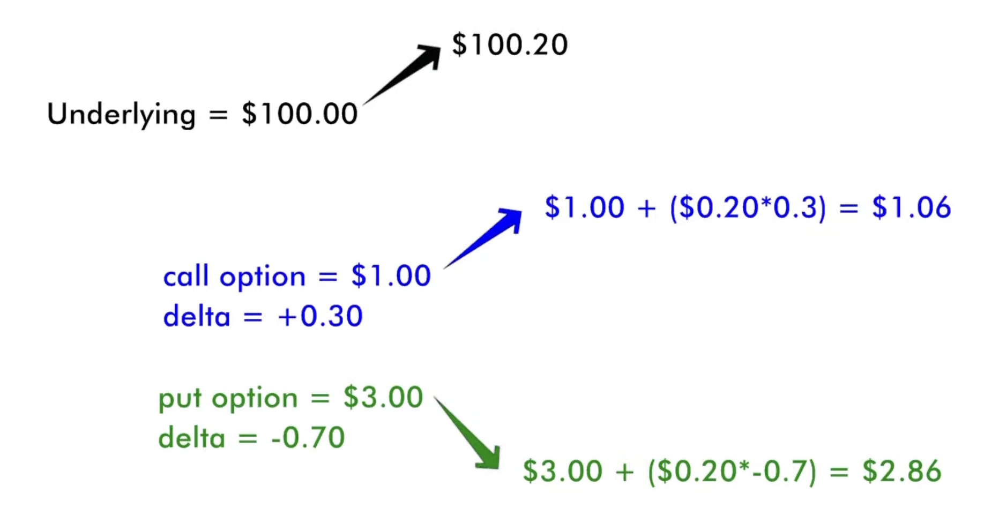 $100.20
Underlying = $100.00
$1.00 + ($0.20*0.3) = $1.06
call option = $1.00
delta = +0.30
put option = $3.00
delta = -0.70
$3.00 + ($0.20*-0.7) = $2.86